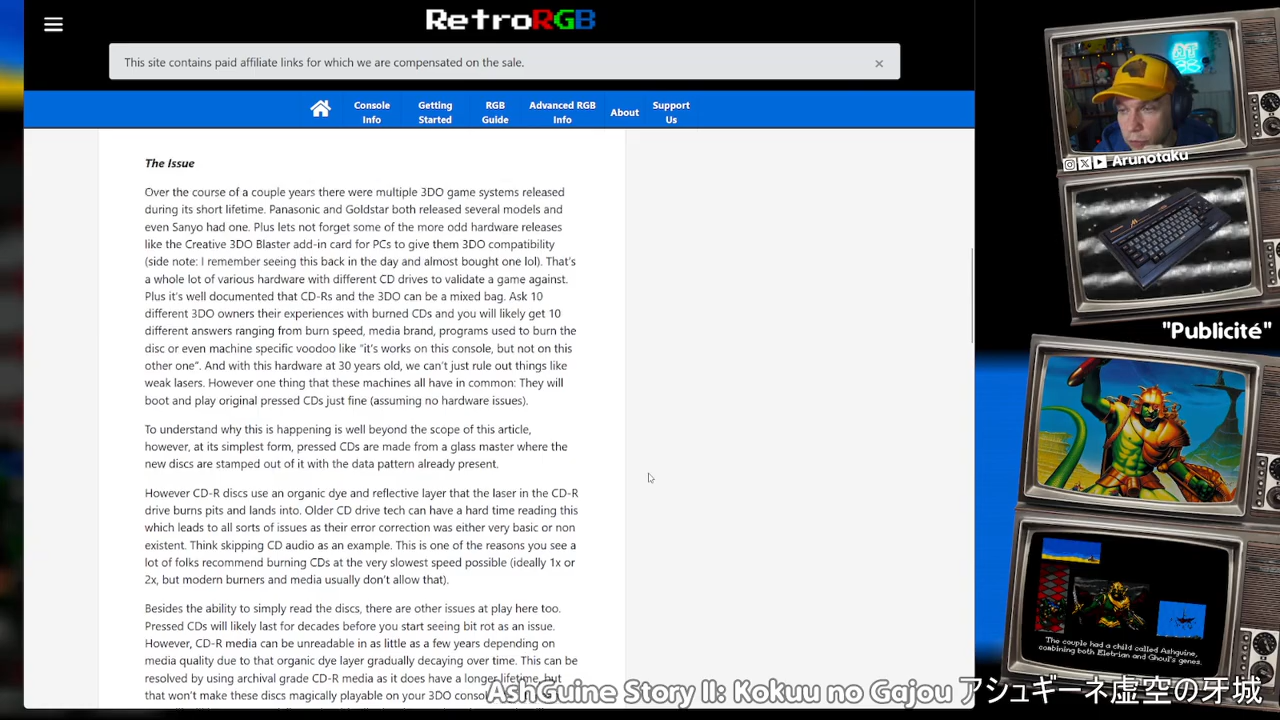 RetroRGB
This site contains paid affiliate links for which we are compensated on the sale.
×
Console
Info
Getting
Started
RGB
Guide
Advanced RGB
Info
About
Support
Us
The Issue
Over the course of a couple years there were multiple 3DO game systems released
during its short lifetime. Panasonic and Goldstar both released several models and
even Sanyo had one. Plus lets not forget some of the more odd hardware releases
like the Creative 3DO Blaster add-in card for PCs to give them 3DO compatibility
(side note: I remember seeing this back in the day and almost bought one lol). That's
a whole lot of various hardware with different CD drives to validate a game against.
Plus it's well documented that CD-Rs and the 3DO can be a mixed bag. Ask 10
different 3DO owners their experiences with burned CDs and you will likely get 10
different answers ranging from burn speed, media brand, programs used to burn the
disc or even machine specific voodoo like "it's works on this console, but not on this
other one". And with this hardware at 30 years old, we can't just rule out things like
weak lasers. However one thing that these machines all have in common: They will
boot and play original pressed CDs just fine (assuming no hardware issues).
To understand why this is happening is well beyond the scope of this article,
however, at its simplest form, pressed CDs are made from a glass master where the
new discs are stamped out of it with the data pattern already present.
However CD-R discs use an organic dye and reflective layer that the laser in the CD-R
drive burns pits and lands into. Older CD drive tech can have a hard time reading this
which leads to all sorts of issues as their error correction was either very basic or non
existent. Think skipping CD audio as an example. This is one of the reasons you see a
lot of folks recommend burning CDs at the very slowest speed possible (ideally 1x or
2x, but modern burners and media usually don't allow that).
Besides the ability to simply read the discs, there are other issues at play here too.
Pressed CDs will likely last for decades before you start seeing bit rot as an issue.
However, CD-R media can be unreadable in as little as a few years depending on
media quality due to that organic dye layer gradually decaying over time. This can be
resolved by using archival grade CD-R media as it does have a longer lifetime, but
that won't make these discs magically playable on your 3DO
AT
Arunotaku
"Publicité"
The couple had a child called Ashguine,
combining both Eletrian and Ghoul's genes.
AshGuine Story II: Kokuu no Gajou アシュギーネ虚空の牙城